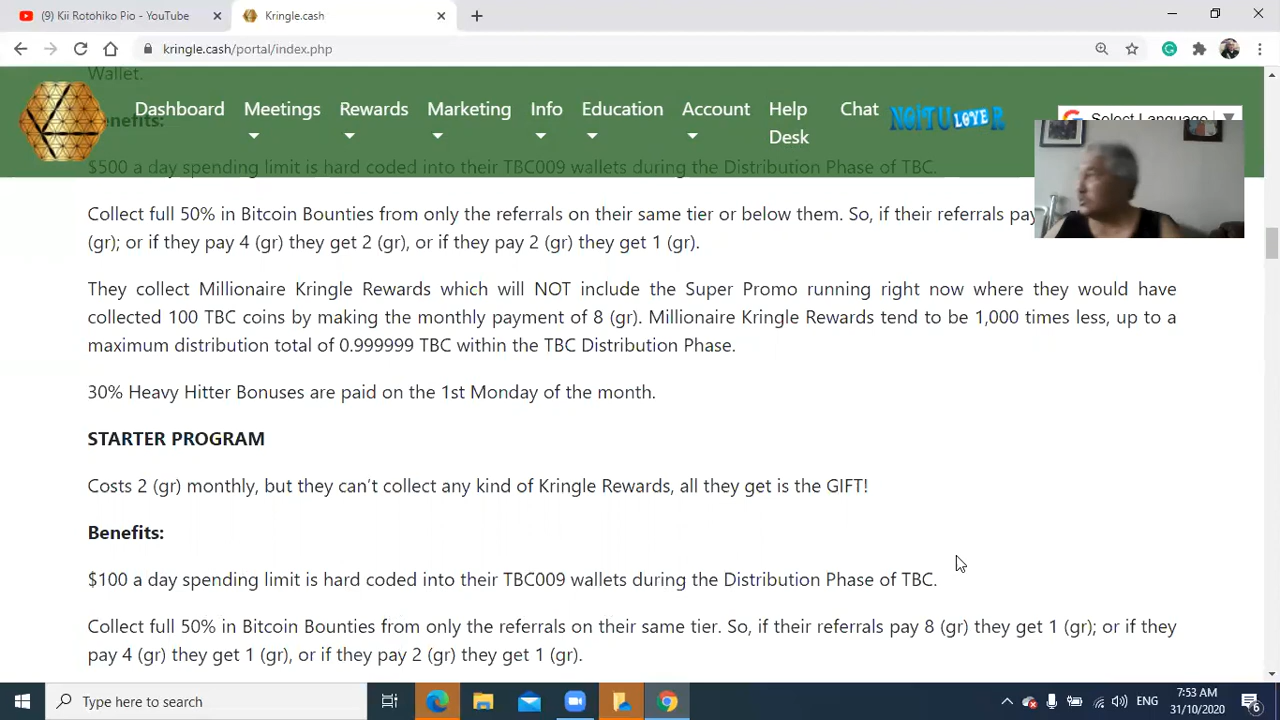 (9) Kii Rotohiko Pio - YouTube
Kringle.cash
kringle.cash/portal/index.php
Wallet.
Dashboard Meetings Rewards Marketing Info Education Account Help Desk Chat NGITU LOVER Select Language
Benefits:
$500 a day spending limit is hard coded into their TBC009 wallets during the Distribution Phase of TBC.
Collect full 50% in Bitcoin Bounties from only the referrals on their same tier or below them. So, if their referrals pay
(gr); or if they pay 4 (gr) they get 2 (gr), or if they pay 2 (gr) they get 1 (gr).
They collect Millionaire Kringle Rewards which will NOT include the Super Promo running right now where they would have
collected 100 TBC coins by making the monthly payment of 8 (gr). Millionaire Kringle Rewards tend to be 1,000 times less, up to a
maximum distribution total of 0.999999 TBC within the TBC Distribution Phase.
30% Heavy Hitter Bonuses are paid on the 1st Monday of the month.
STARTER PROGRAM
Costs 2 (gr) monthly, but they can't collect any kind of Kringle Rewards, all they get is the GIFT!
Benefits:
$100 a day spending limit is hard coded into their TBC009 wallets during the Distribution Phase of TBC.
Collect full 50% in Bitcoin Bounties from only the referrals on their same tier. So, if their referrals pay 8 (gr) they get 1 (gr); or if they
pay 4 (gr) they get 1 (gr), or if they pay 2 (gr) they get 1 (gr).
Type here to search
ENG
7:53 AM
31/10/2020
6